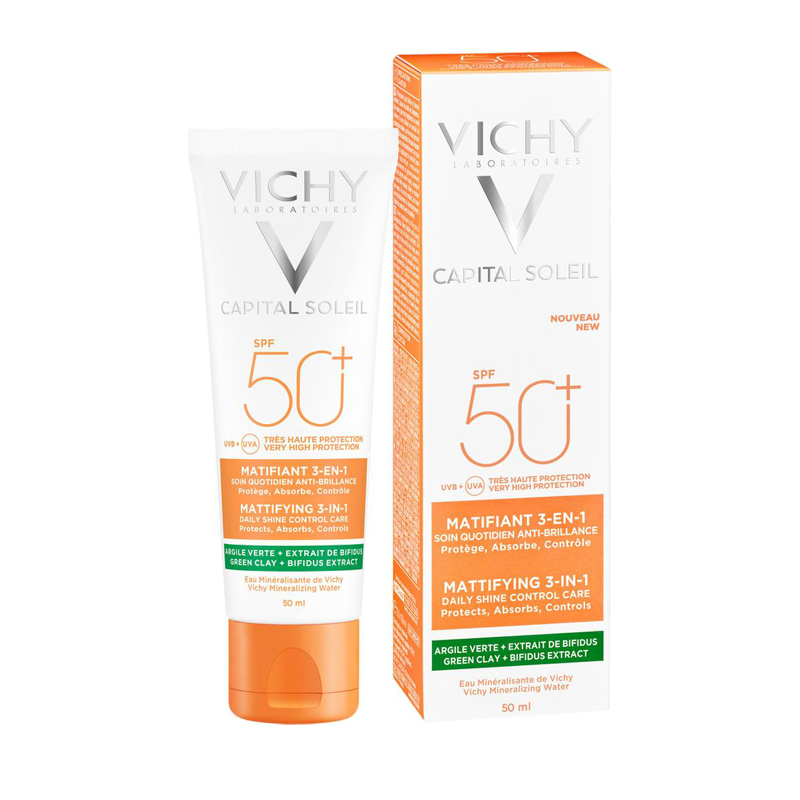 VICHY
LABORATOIRES
CAPITAL SOLEIL
SPF
50+
UVB + UVA TRÈS HAUTE PROTECTION
VERY HIGH PROTECTION
MATIFIANT 3-EN-1
SOIN QUOTIDIEN ANTI-BRILLANCE
Protège, Absorbe, Contrôle
MATTIFYING 3-IN-1
DAILY SHINE CONTROL CARE
Protects, Absorbs, Controls
ARGILE VERTE + EXTRAIT DE BIFIDUS
GREEN CLAY + BIFIDUS EXTRACT
Eau Minéralisante de Vichy
Vichy Mineralizing Water
50 ml
50+
VICHY
LABORATOIRES
CAPITAL SOLEIL
NOUVEAU
NEW
SPF
50+
UVB + UVA TRÈS HAUTE PROTECTION
VERY HIGH PROTECTION
MATIFIANT 3-EN-1
SOIN QUOTIDIEN ANTI-BRILLANCE
Protège, Absorbe, Contrôle
MATTIFYING 3-IN-1
DAILY SHINE CONTROL CARE
Protects, Absorbs, Controls
ARGILE VERTE + EXTRAIT DE BIFIDUS
GREEN CLAY + BIFIDUS EXTRACT
Eau Minéralisante de Vichy
Vichy Mineralizing Water
50 ml